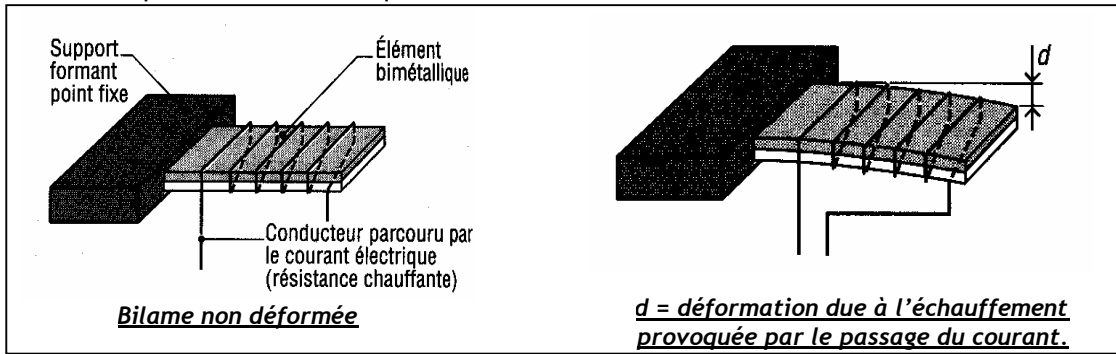 Support
formant
point fixe
Élément
bimétallique
Conducteur parcouru par
le courant électrique
(résistance chauffante)
Bilame non déformée
d
d = déformation due à l'échauffement
provoquée par le passage du courant.